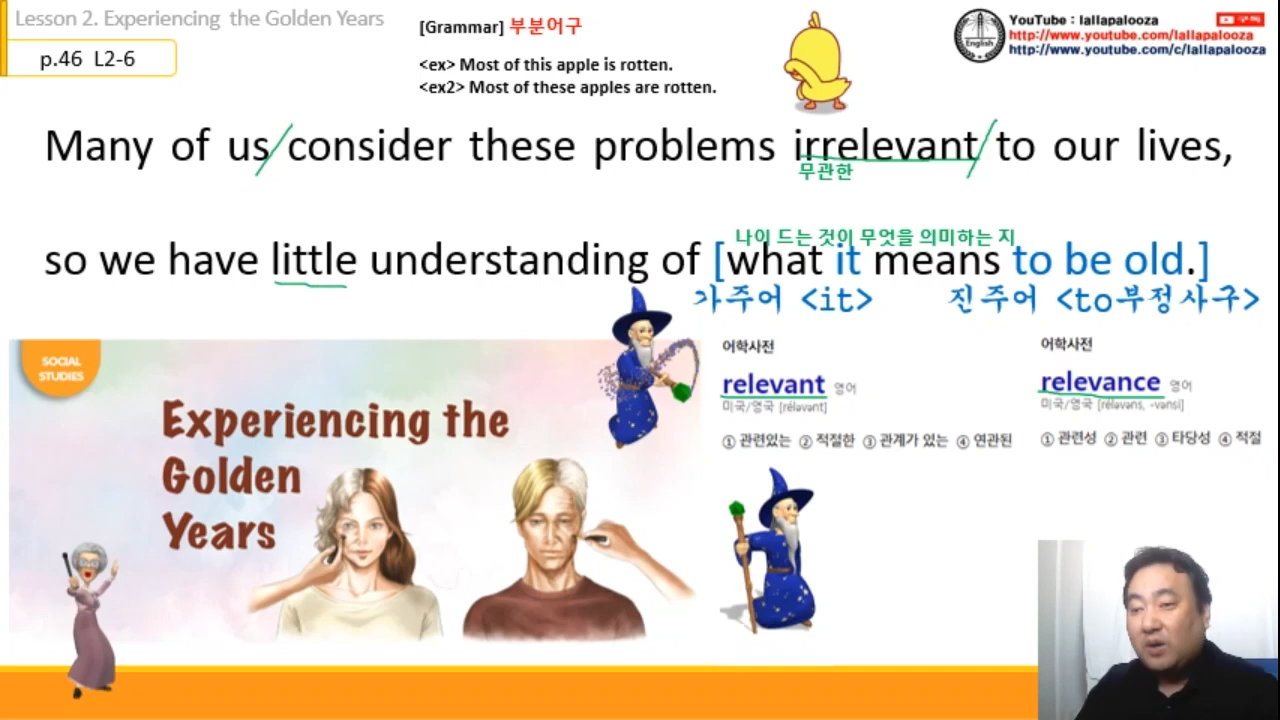 Lesson 2. Experiencing the Golden Years
p.46 L2-6
[Grammar] 부분어구
<ex> Most of this apple is rotten.
<ex2> Most of these apples are rotten.
English
YouTube : lallapalooza
구독
http://www.youtube.com/lallapalooza
http://www.youtube.com/c/lallapalooza
Many of us consider these problems irrelevant to our lives,
무관한
나이 드는 것이 무엇을 의미하는 지
so we have little understanding of [what it means to be old.]
가주어 <it>
진주어 <to부정사구>
SOCIAL
STUDIES
Experiencing the
Golden
Years
어학사전
relevant 영어
미국/영국 [réləvənt]
① 관련있는 ② 적절한 ③ 관계가 있는 ④ 연관된
어학사전
relevance 영어
미국/영국 [réləvəns, -vənsi]
① 관련성 ② 관련 ③ 타당성 ④ 적절